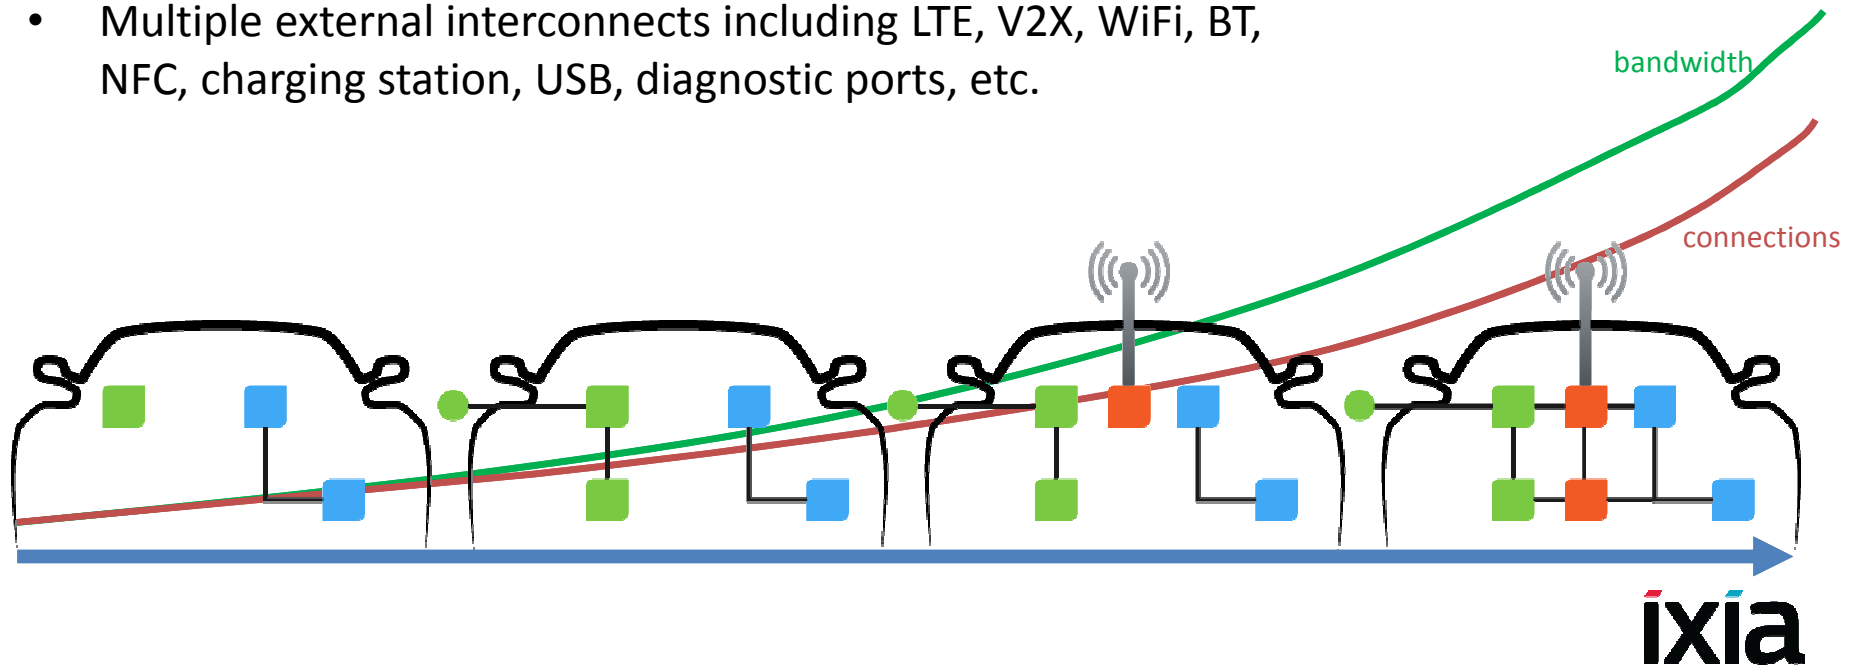 • Multiple external interconnects including LTE, V2X, WiFi, BT,
NFC, charging station, USB, diagnostic ports, etc.
bandwidth
connections
ixia